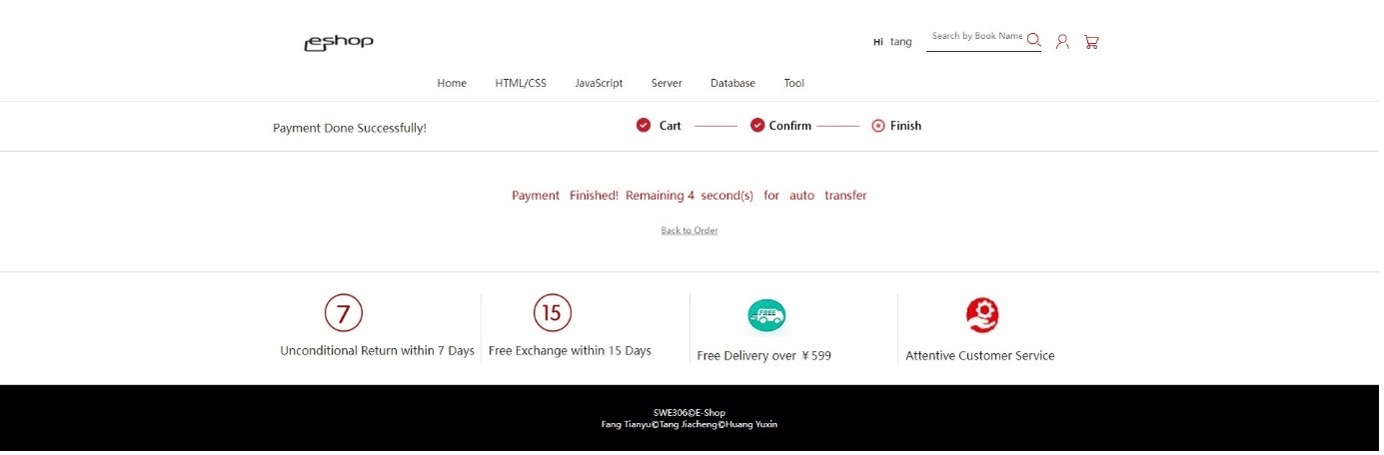 eshop
Hi tang Search by Book Name
Home HTML/CSS JavaScript Server Database Tool
Payment Done Successfully! Cart Confirm Finish
Payment Finished! Remaining 4 second(s) for auto transfer
Back to Order
7 15 FREE
Unconditional Return within 7 Days Free Exchange within 15 Days Free Delivery over ￥599 Attentive Customer Service
SWE306©E-Shop
Fang Tianyu©Tang Jiacheng©Huang Yuxin